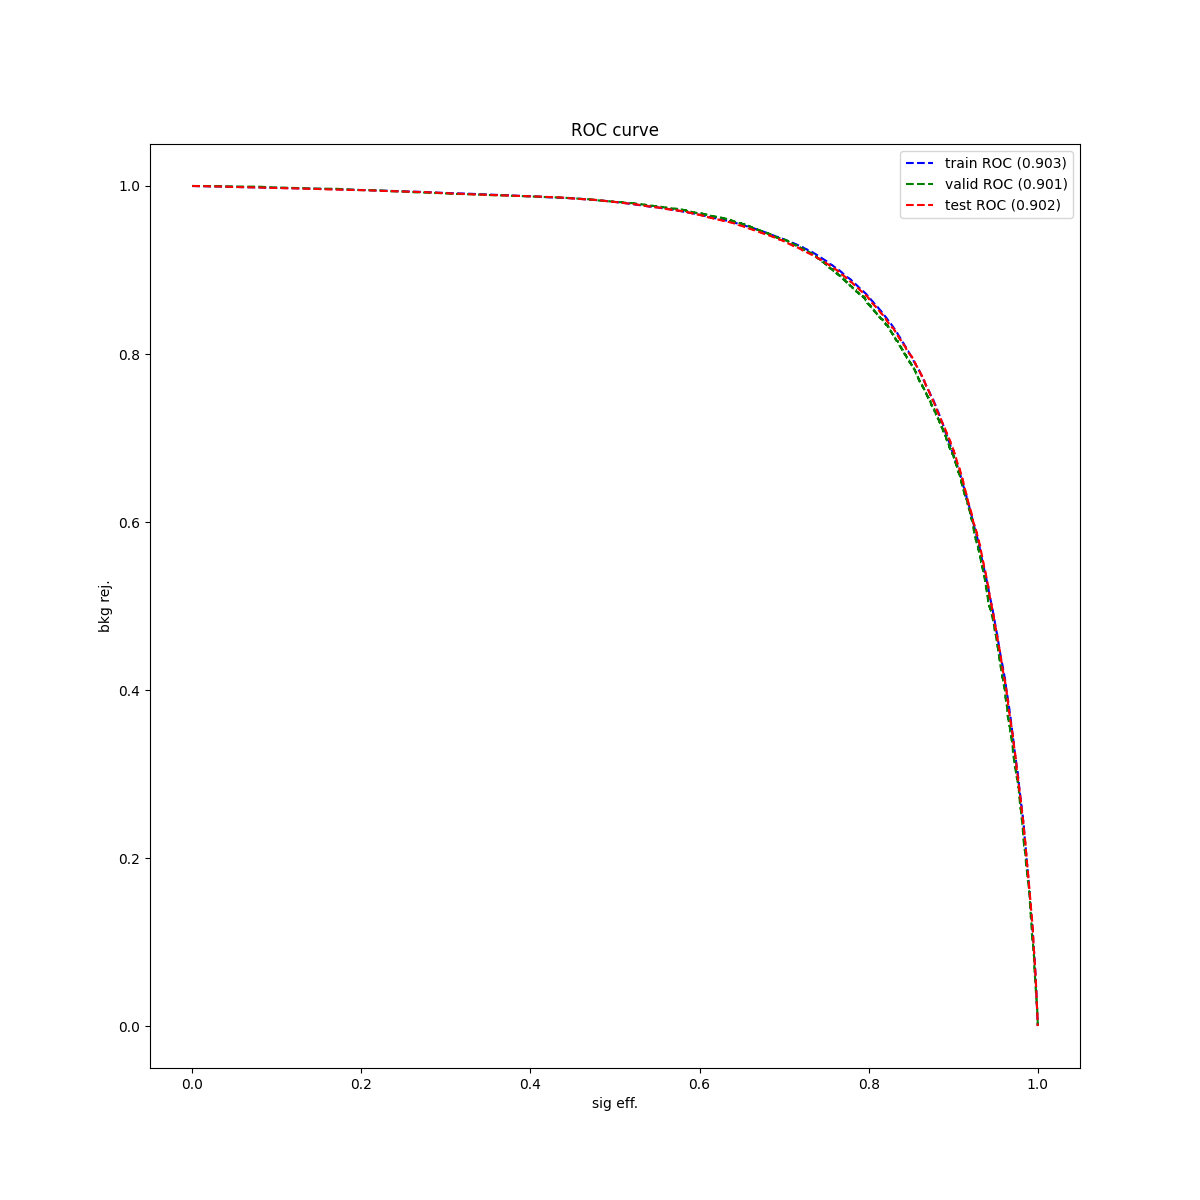 ROC curve
train ROC (0.903)
valid ROC (0.901)
test ROC (0.902)
1.0
0.8
0.6
0.4
0.2
0.0
bkg rej.
0.0 0.2 0.4 0.6 0.8 1.0
sig eff.